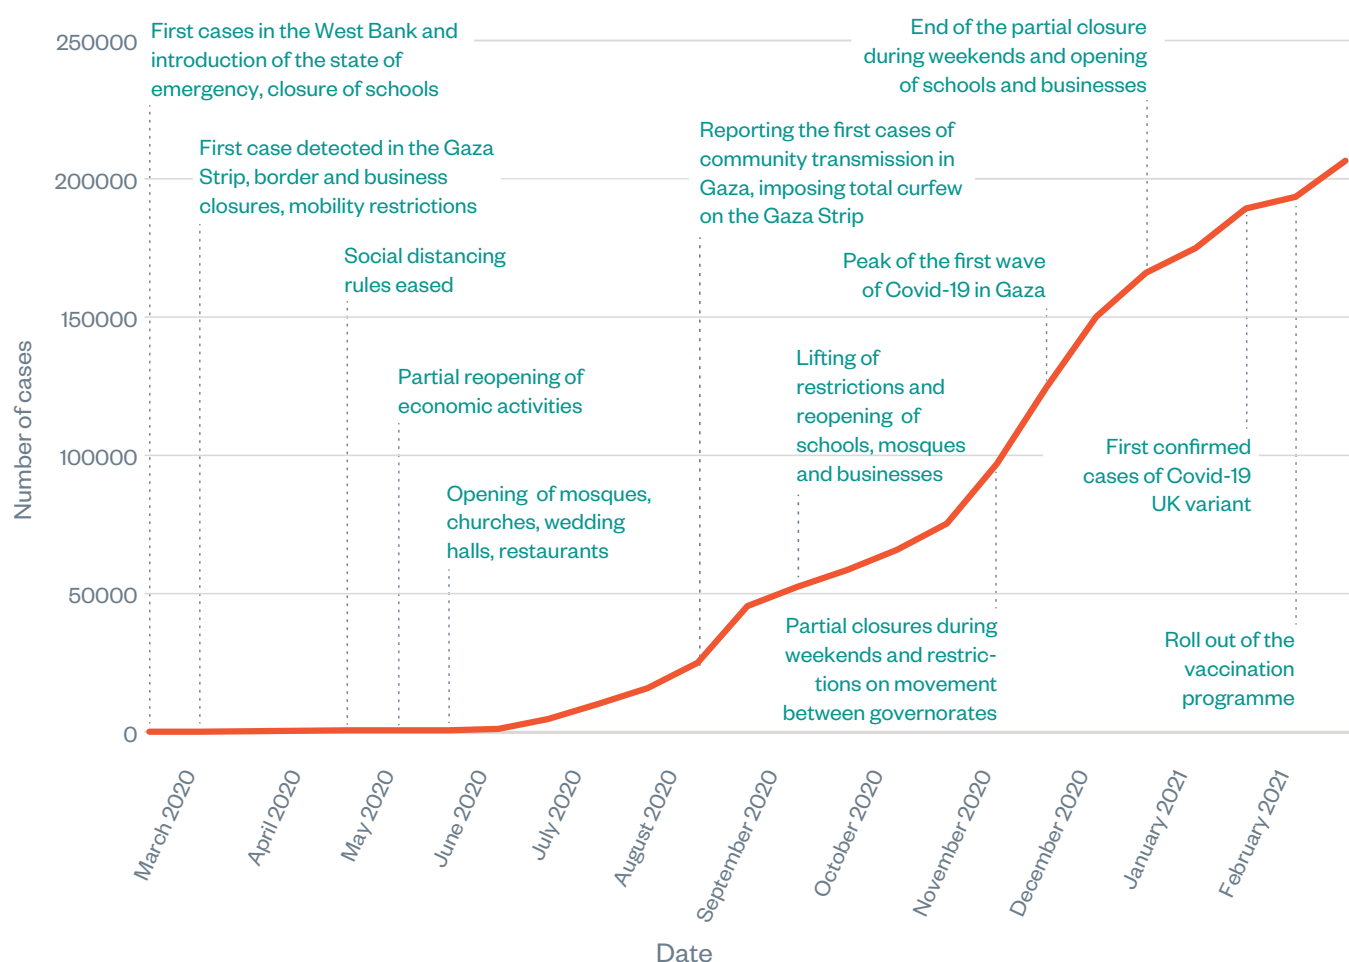 250000
200000
150000
100000
50000
0
Number of cases
First cases in the West Bank and
introduction of the state of
emergency, closure of schools
First case detected in the Gaza
Strip, border and business
closures, mobility restrictions
Social distancing
rules eased
Partial reopening of
economic activities
Opening of mosques,
churches, wedding
halls, restaurants
Reporting the first cases of
community transmission in
Gaza, imposing total curfew
on the Gaza Strip
Lifting of
restrictions and
reopening of
schools, mosques
and businesses
Partial closures during
weekends and restric-
tions on movement
between governorates
Peak of the first wave
of Covid-19 in Gaza
End of the partial closure
during weekends and opening
of schools and businesses
First confirmed
cases of Covid-19
UK variant
Roll out of the
vaccination
programme
March 2020
April 2020
May 2020
June 2020
July 2020
August 2020
September 2020
October 2020
November 2020
December 2020
January 2021
February 2021
Date